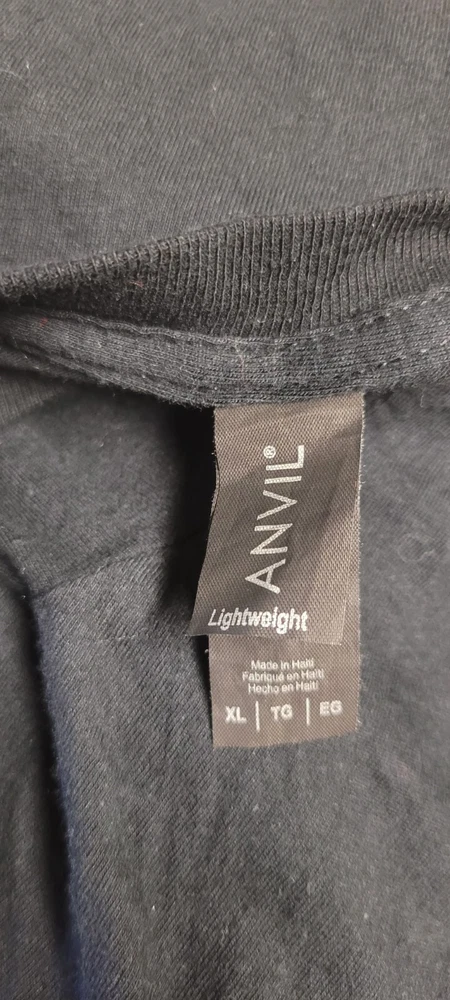 ANVIL®
Lightweight
Made in Haiti
Fabriqué en Haïti
Hecho en Haití
XL | TG | EG